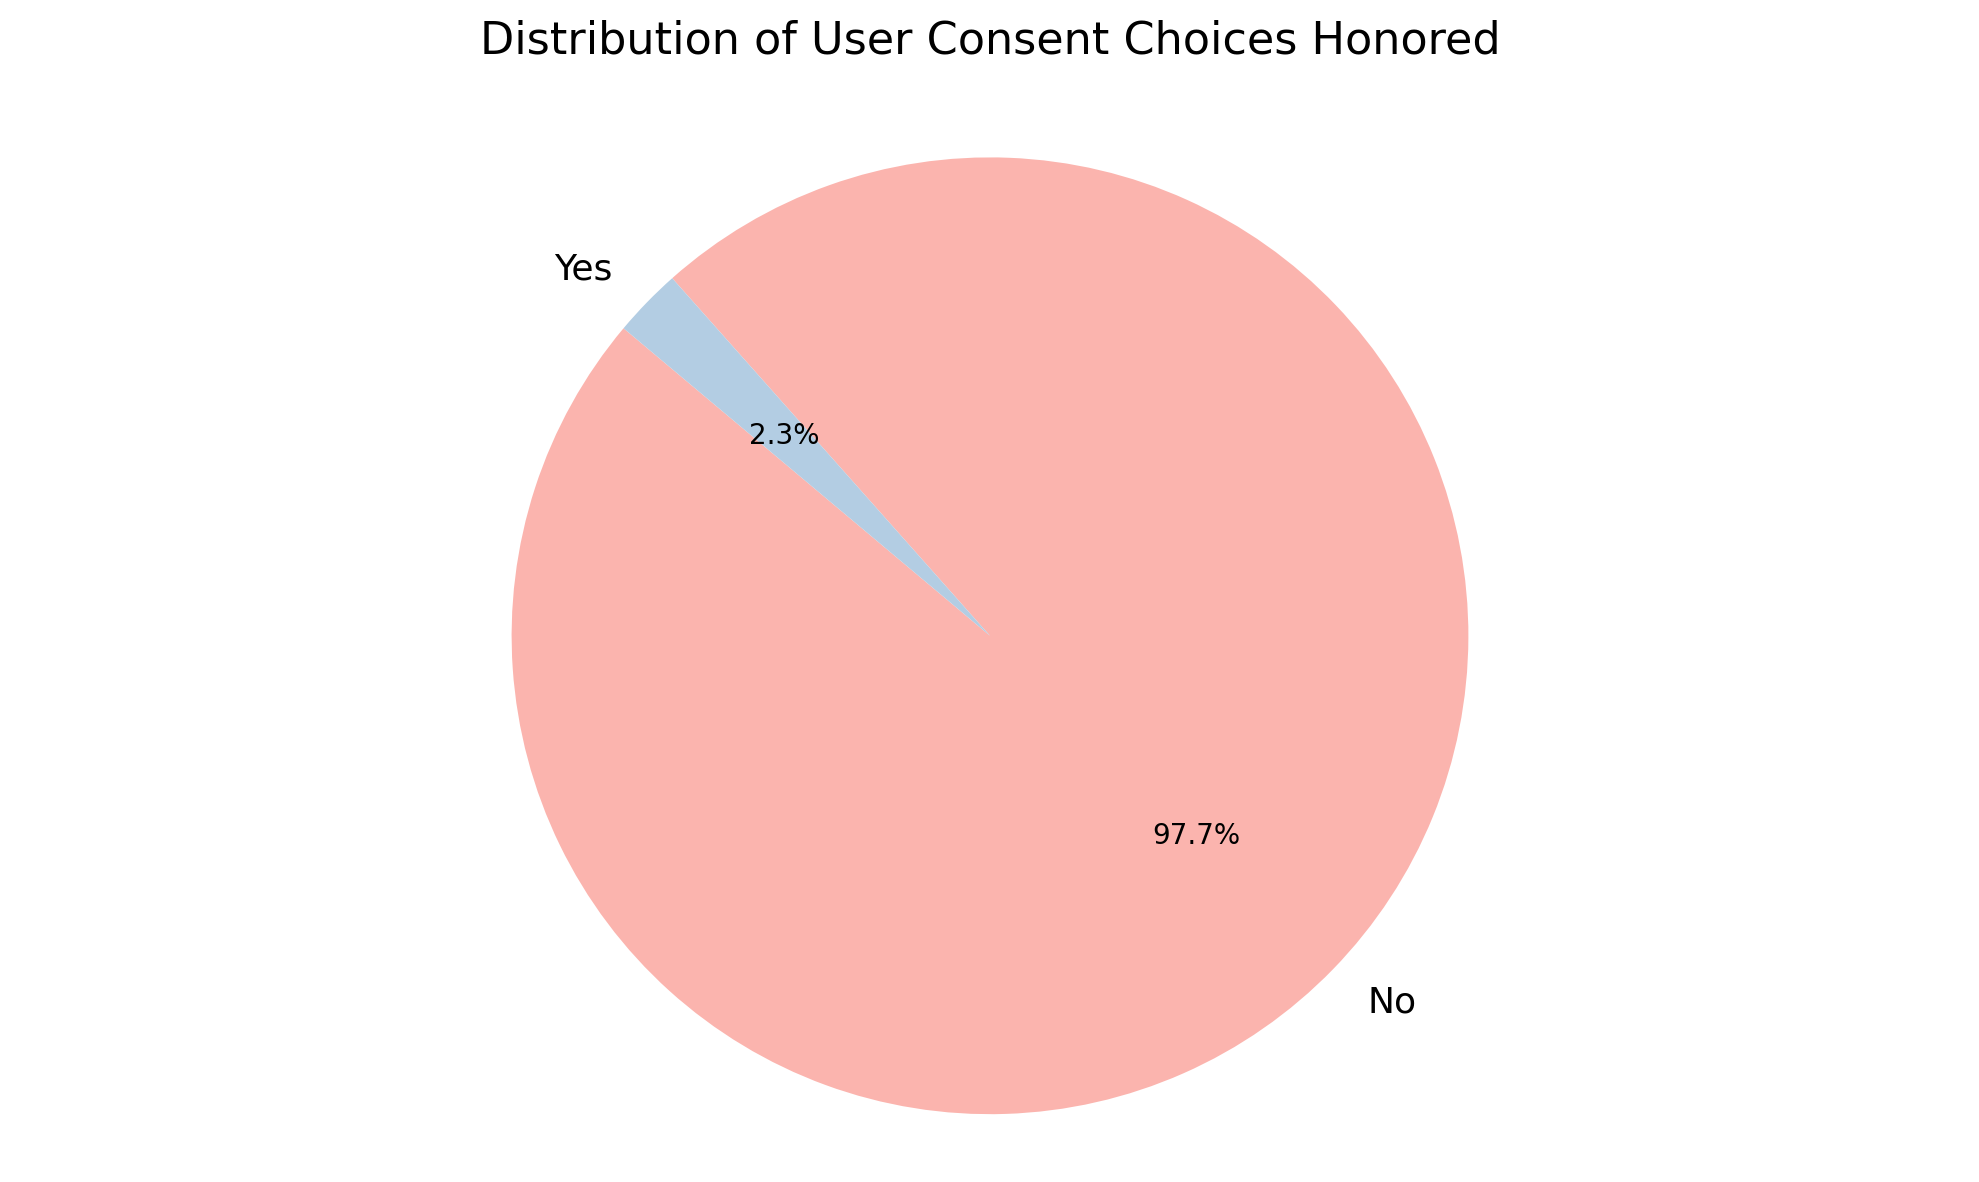 Distribution of User Consent Choices Honored
Yes
2.3%
97.7%
No